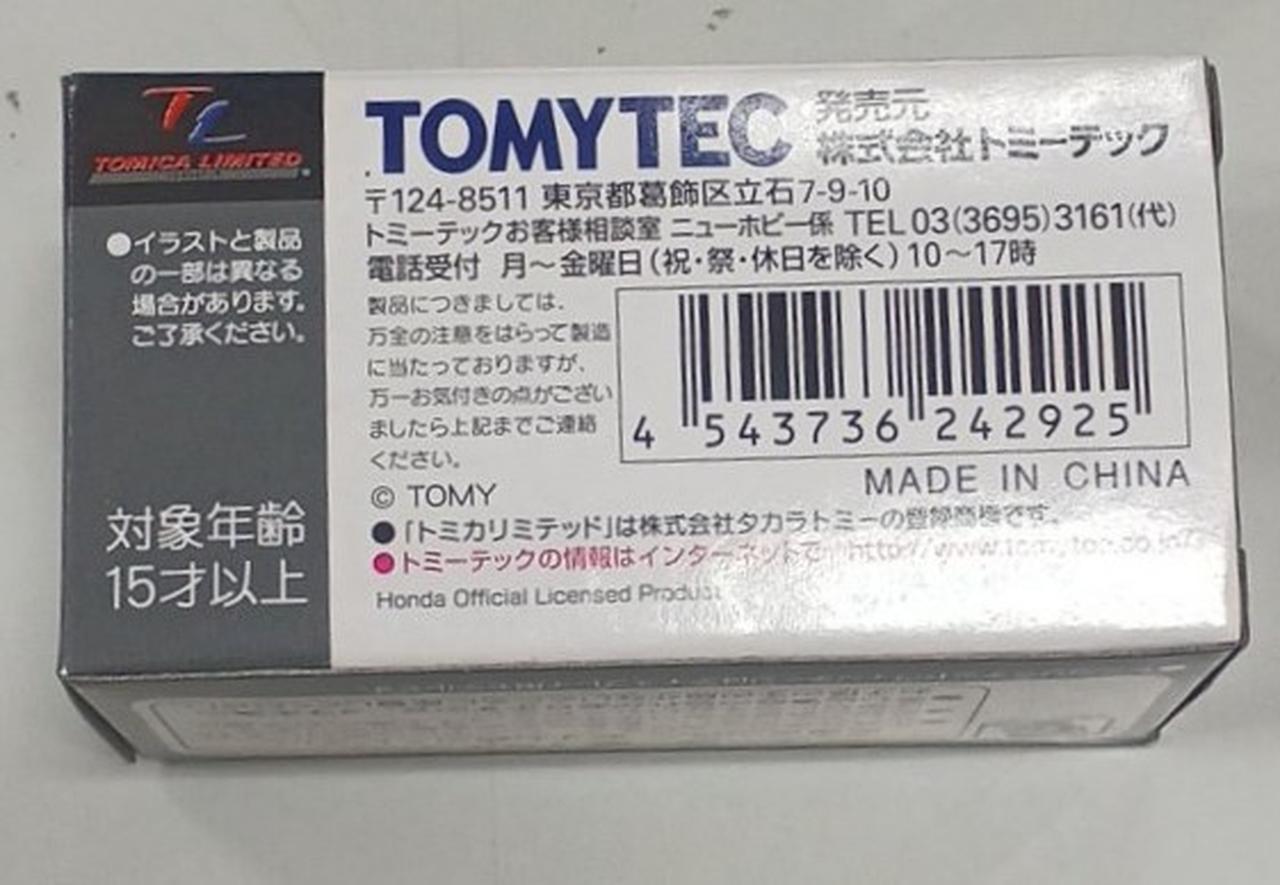 TL
TOMICA LIMITED
●イラストと製品
の一部は異なる
場合があります。
ご了承ください。
対象年齢
15才以上
TOMYTEC 発売元
株式会社トミーテック
〒124-8511 東京都葛飾区立石7-9-10
トミーテックお客様相談室 ニューホビー係 TEL 03(3695)3161(代)
電話受付 月～金曜日(祝・祭・休日を除く)10～17時
製品につきましては、
万全の注意をはらって製造
に当たっておりますが、
万一お気付きの点がござい
ましたら上記までご連絡
ください。
4 543736 242925
MADE IN CHINA
© TOMY
●「トミカリミテッド」は株式会社タカラトミーの登録商標です。
●トミーテックの情報はインターネットで http://www.tomytec.co.jp/
Honda Official Licensed Product